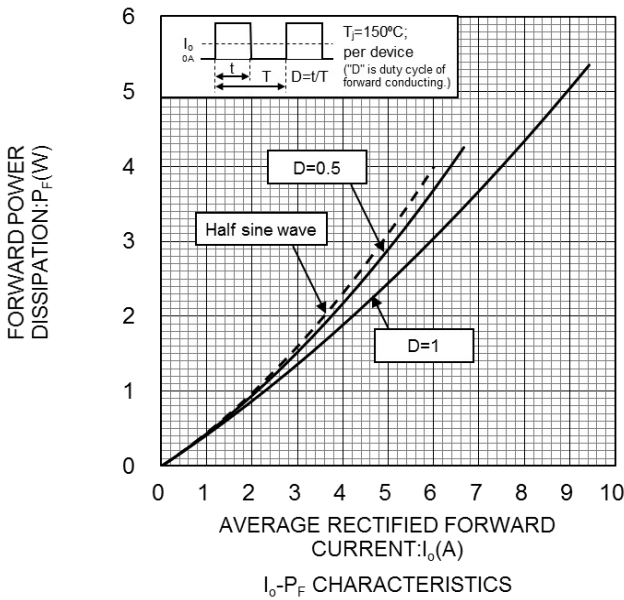 6
5
4
3
2
1
0
FORWARD POWER
DISSIPATION:PF(W)
Io
0A
t
T
D=t/T
Tj=150℃;
per device
("D" is duty cycle of
forward conducting.)
D=0.5
Half sine wave
D=1
0 1 2 3 4 5 6 7 8 9 10
AVERAGE RECTIFIED FORWARD
CURRENT:Io(A)
Io-PF CHARACTERISTICS